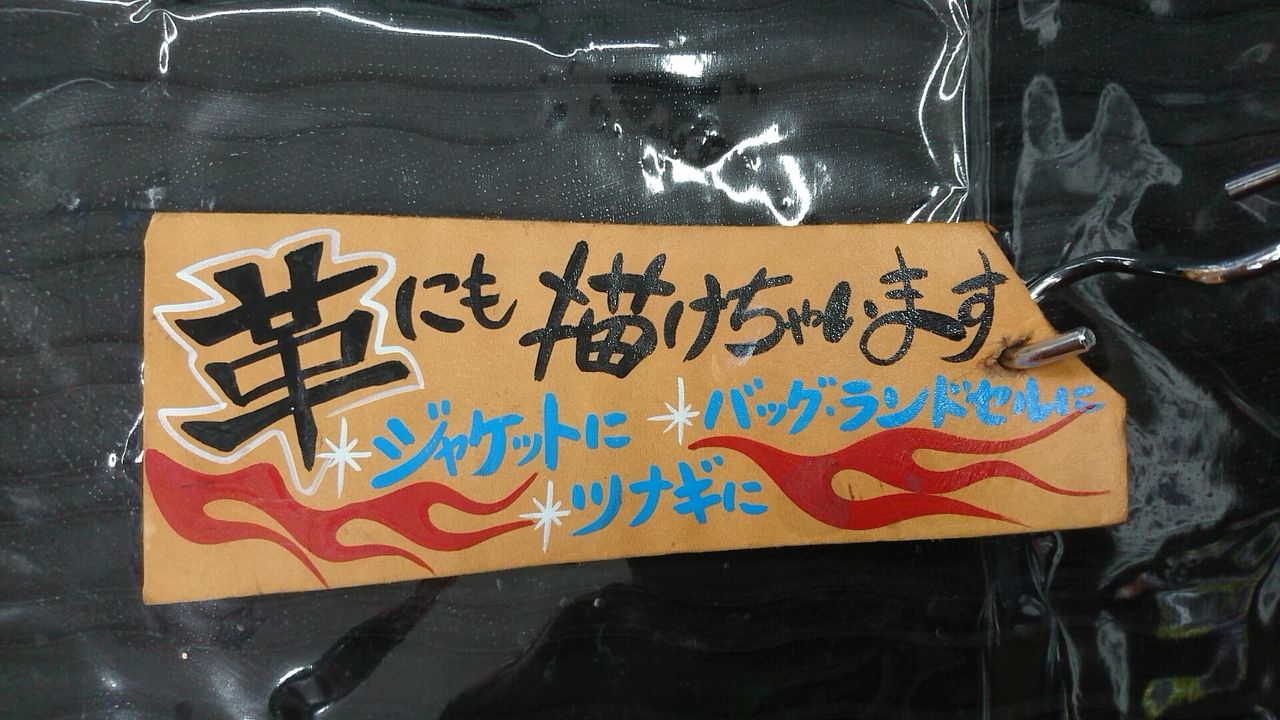 革にも描けちゃいます
ジャケットに
バッグ・ランドセルに
ツナギに